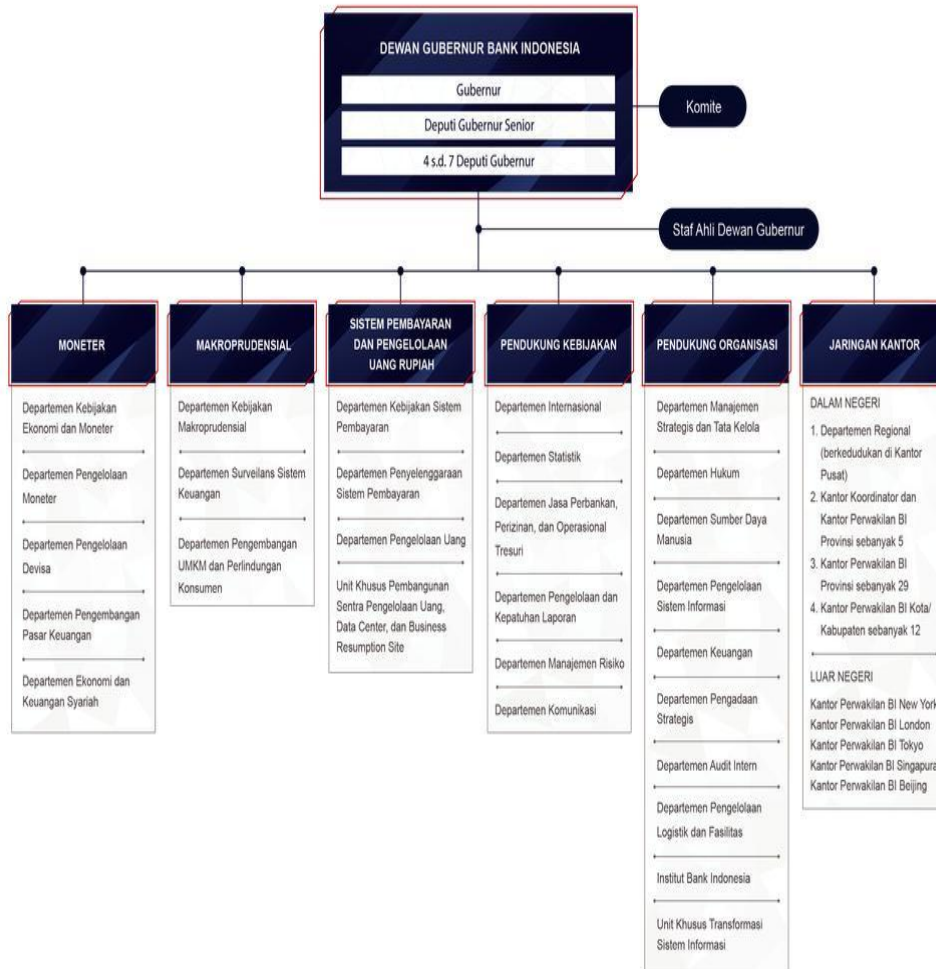 DEWAN GUBERNUR BANK INDONESIA
Gubernur
Deputi Gubernur Senior
4 s.d. 7 Deputi Gubernur
Komite
Staf Ahli Dewan Gubernur
MONETER
Departemen Kebijakan
Ekonomi dan Moneter
Departemen Pengelolaan
Moneter
Departemen Pengelolaan
Devisa
Departemen Pengembangan
Pasar Keuangan
Departemen Ekonomi dan
Keuangan Syariah
MAKROPRUDENSIAL
Departemen Kebijakan
Makroprudensial
Departemen Surveilans Sistem
Keuangan
Departemen Pengembangan
UMKM dan Perlindungan
Konsumen
SISTEM PEMBAYARAN
DAN PENGELOLAAN
UANG RUPIAH
Departemen Kebijakan Sistem
Pembayaran
Departemen Penyelenggaraan
Sistem Pembayaran
Departemen Pengelolaan Uang
Unit Khusus Pembangunan
Sentra Pengelolaan Uang,
Data Center, dan Business
Resumption Site
PENDUKUNG KEBIJAKAN
Departemen Internasional
Departemen Statistik
Departemen Jasa Perbankan,
Perizinan, dan Operasional
Tresuri
Departemen Pengelolaan dan
Kepatuhan Laporan
Departemen Manajemen Risiko
Departemen Komunikasi
PENDUKUNG ORGANISASI
Departemen Manajemen
Strategis dan Tata Kelola
Departemen Hukum
Departemen Sumber Daya
Manusia
Departemen Pengelolaan
Sistem Informasi
Departemen Keuangan
Departemen Pengadaan
Strategis
Departemen Audit Intern
Departemen Pengelolaan
Logistik dan Fasilitas
Institut Bank Indonesia
Unit Khusus Transformasi
Sistem Informasi
JARINGAN KANTOR
DALAM NEGERI
1. Departemen Regional
(berkedudukan di Kantor
Pusat)
2. Kantor Koordinator dan
Kantor Perwakilan BI
Provinsi sebanyak 5
3. Kantor Perwakilan BI
Provinsi sebanyak 29
4. Kantor Perwakilan BI Kota/
Kabupaten sebanyak 12
LUAR NEGERI
Kantor Perwakilan BI New York
Kantor Perwakilan BI London
Kantor Perwakilan BI Tokyo
Kantor Perwakilan BI Singapura
Kantor Perwakilan BI Beijing